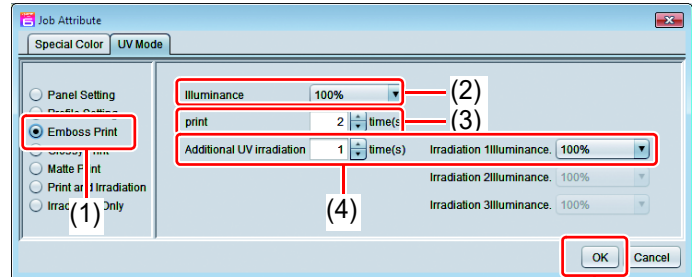 Job Attribute
Special Color UV Mode
Panel Setting
Emboss Print
Matte Print
Print and Irradiation
Only
(1)
Illuminance 100% (2)
print 2 time(s (3)
Additional UV irradiation 1 time(s) Irradiation 1Illuminance. 100%
Irradiation 2Illuminance. 100%
Irradiation 3Illuminance. 100%
(4)
OK Cancel